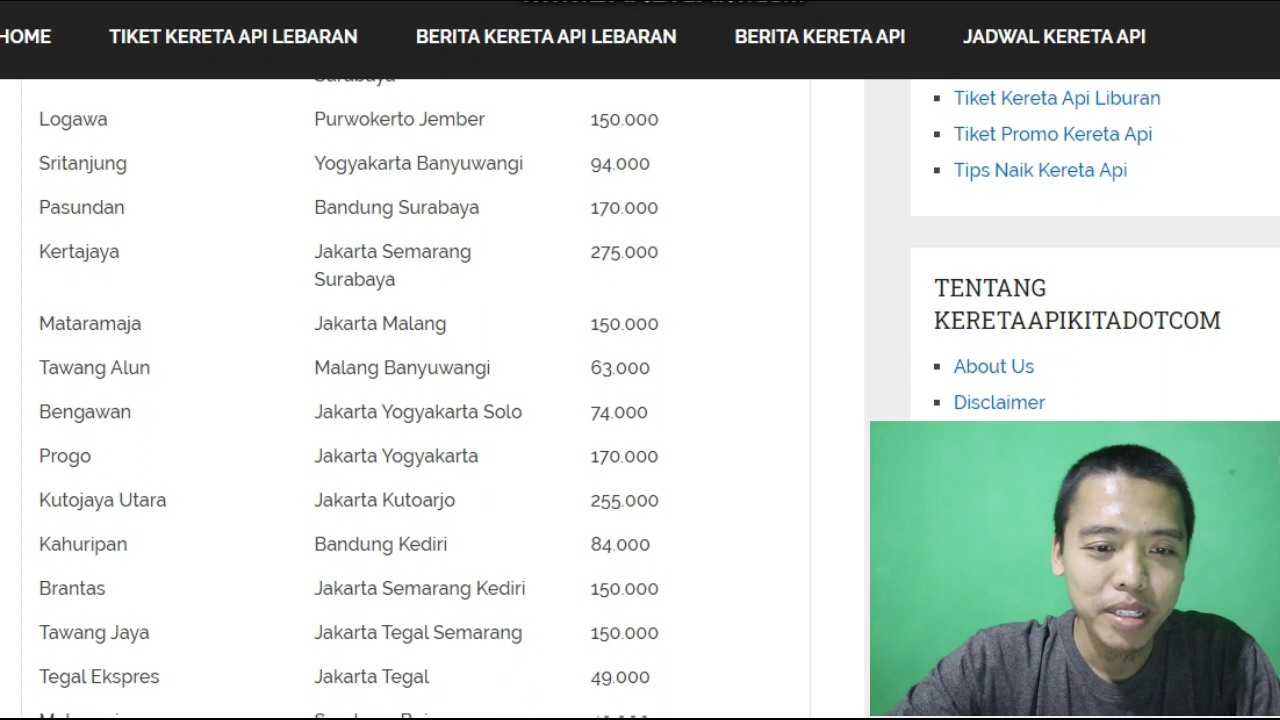 HOME TIKET KERETA API LEBARAN BERITA KERETA API LEBARAN BERITA KERETA API JADWAL KERETA API
Surabaya
Logawa Purwokerto Jember 150.000
Sritanjung Yogyakarta Banyuwangi 94.000
Pasundan Bandung Surabaya 170.000
Kertajaya Jakarta Semarang 275.000
Surabaya
Mataramaja Jakarta Malang 150.000
Tawang Alun Malang Banyuwangi 63.000
Bengawan Jakarta Yogyakarta Solo 74.000
Progo Jakarta Yogyakarta 170.000
Kutojaya Utara Jakarta Kutoarjo 255.000
Kahuripan Bandung Kediri 84.000
Brantas Jakarta Semarang Kediri 150.000
Tawang Jaya Jakarta Tegal Semarang 150.000
Tegal Ekspres Jakarta Tegal 49.000
Tiket Kereta Api Liburan
Tiket Promo Kereta Api
Tips Naik Kereta Api
TENTANG
KERETAAPIKITADOTCOM
About Us
Disclaimer